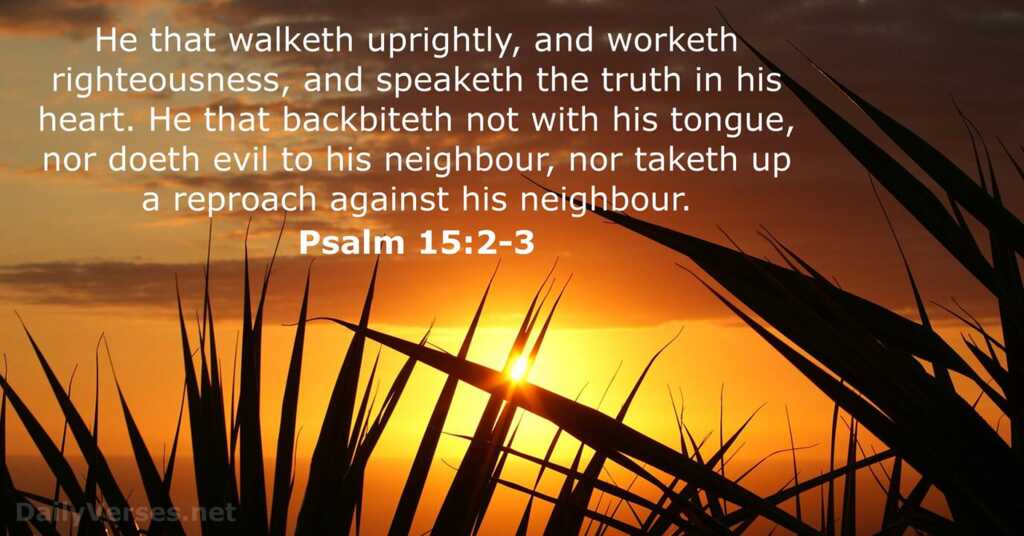 He that walketh uprightly, and worketh
righteousness, and speaketh the truth in his
heart. He that backbiteth not with his tongue,
nor doeth evil to his neighbour, nor taketh up
a reproach against his neighbour.
Psalm 15:2-3
DailyVerses.net